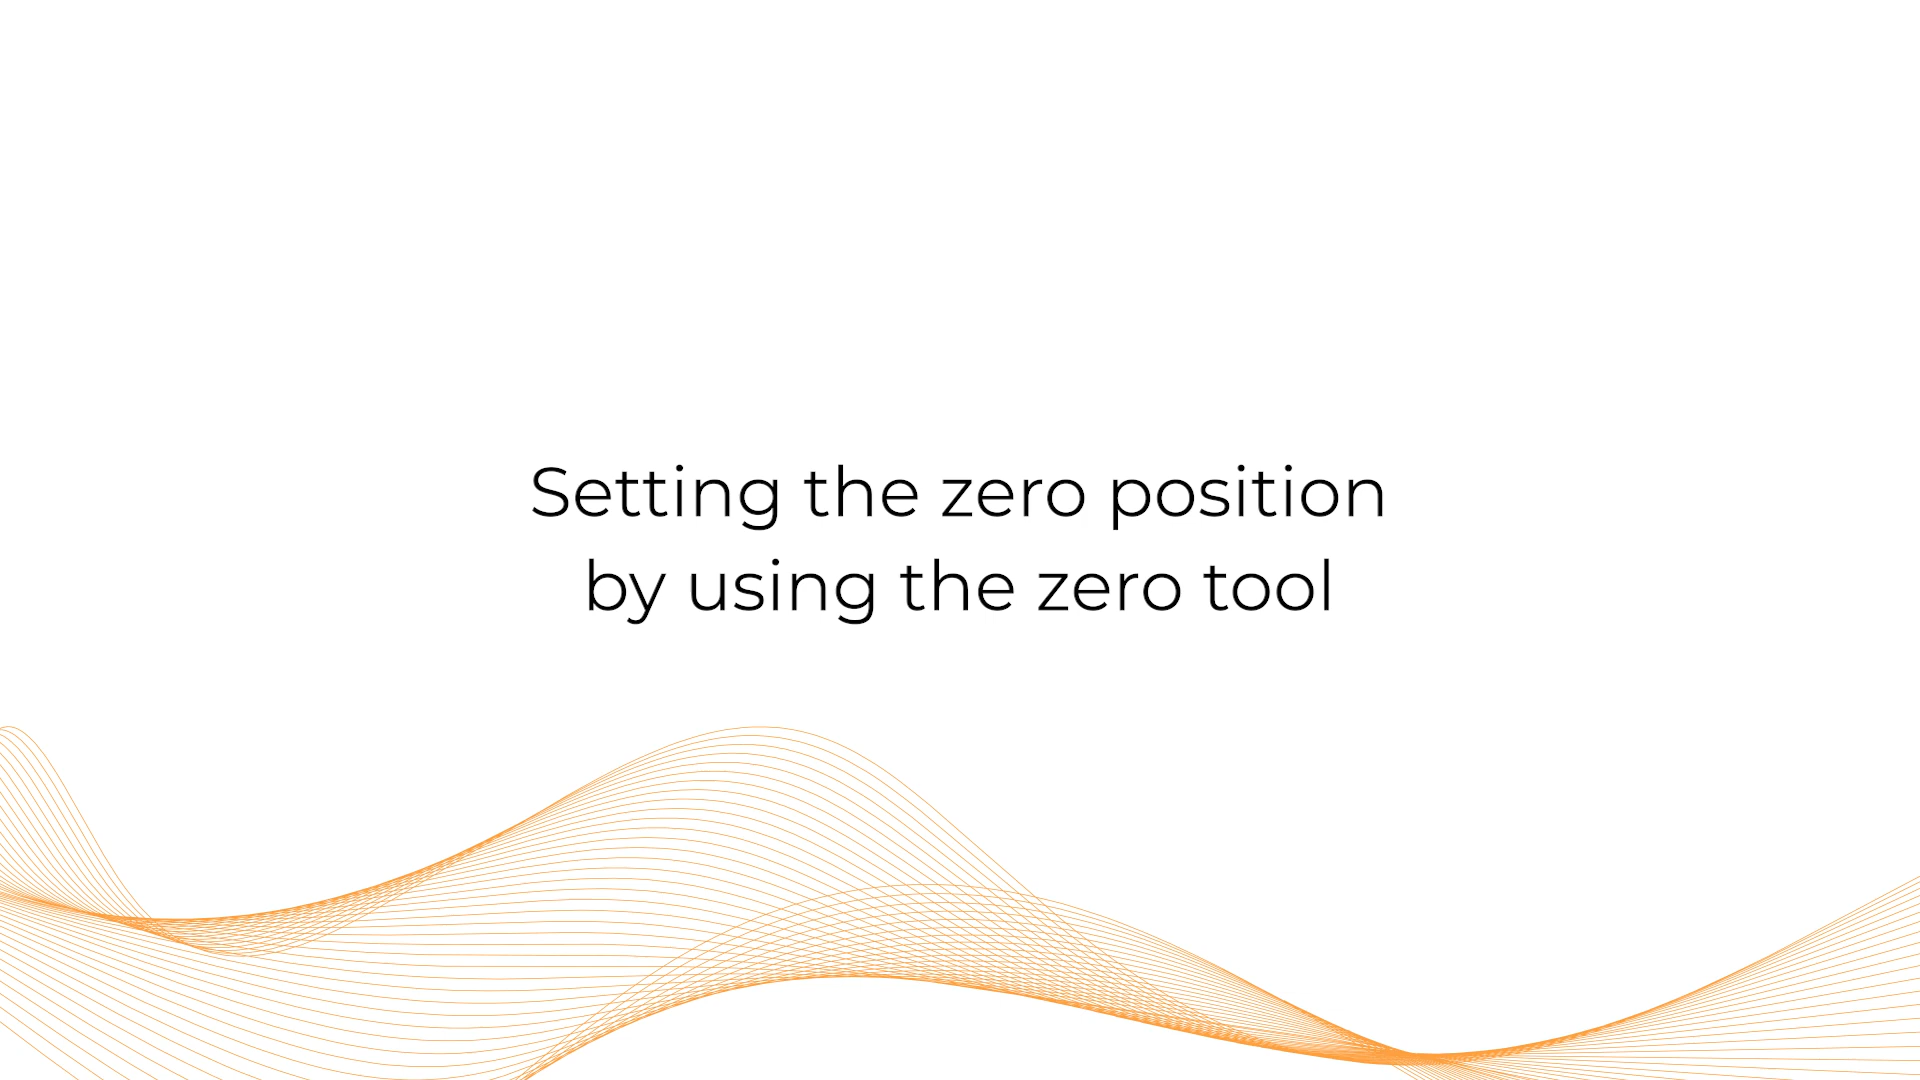 Setting the zero position
by using the zero tool